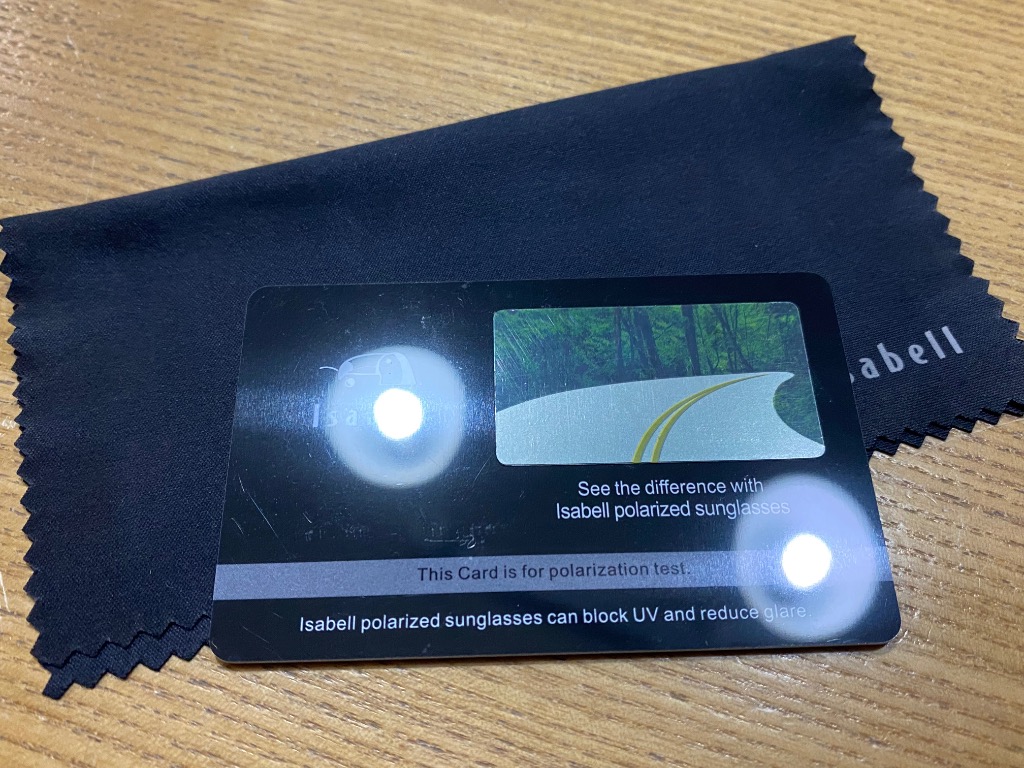 See the difference with
Isabell polarized sunglasses
This Card is for polarization test.
Isabell polarized sunglasses can block UV and reduce glare.